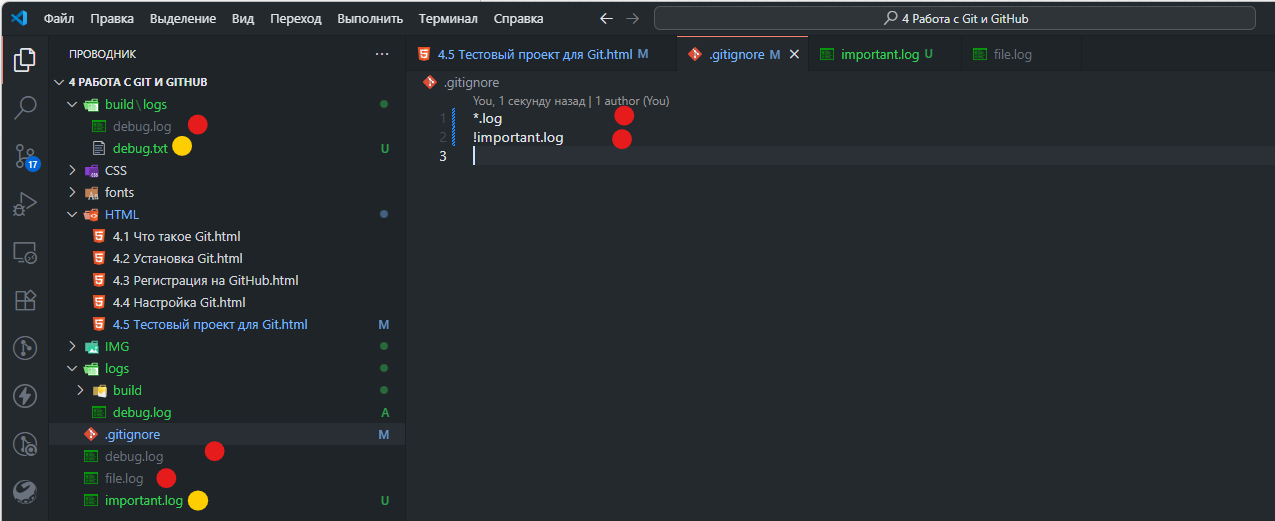 Файл Правка Выделение Вид Переход Выполнить Терминал Справка
4 Работа с Git и GitHub
ПРОВОДНИК
4 РАБОТА С GIT И GITHUB
build\logs
debug.log
debug.txt U
CSS
fonts
HTML
4.1 Что такое Git.html
4.2 Установка Git.html
4.3 Регистрация на GitHub.html
4.4 Настройка Git.html
4.5 Тестовый проект для Git.html M
IMG
logs
build
debug.log A
.gitignore M
debug.log
file.log
important.log U
17
4.5 Тестовый проект для Git.html M
.gitignore M
important.log U
file.log
.gitignore
You, 1 секунду назад | 1 author (You)
1 *.log
2 !important.log
3